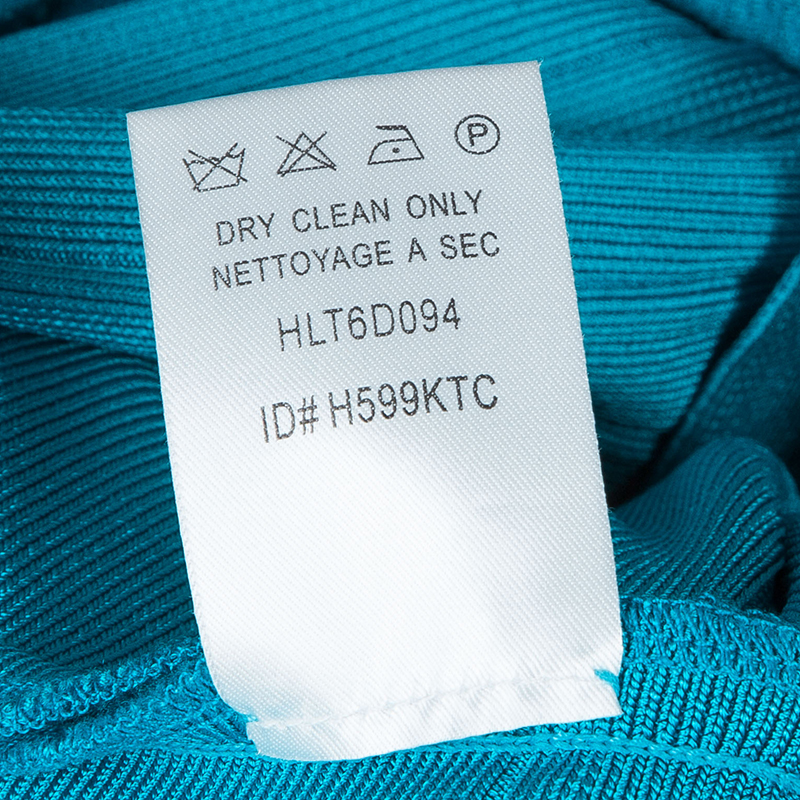 P
DRY CLEAN ONLY
NETTOYAGE A SEC
HLT6D094
ID# H599KTC